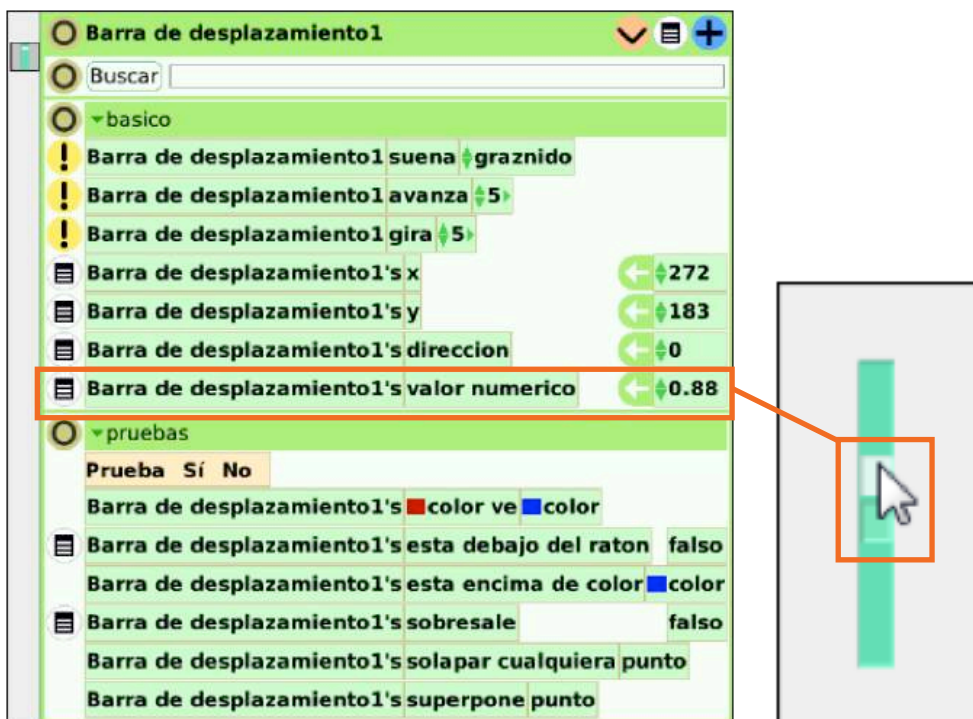 Barra de desplazamiento1
Buscar
basico
Barra de desplazamiento1 suena graznido
Barra de desplazamiento1 avanza 5
Barra de desplazamiento1 gira 5
Barra de desplazamiento1's x 272
Barra de desplazamiento1's y 183
Barra de desplazamiento1's direccion 0
Barra de desplazamiento1's valor numerico 0.88
pruebas
Prueba Sí No
Barra de desplazamiento1's color ve color
Barra de desplazamiento1's esta debajo del raton falso
Barra de desplazamiento1's esta encima de color color
Barra de desplazamiento1's sobresale falso
Barra de desplazamiento1's solapar cualquiera punto
Barra de desplazamiento1's superpone punto